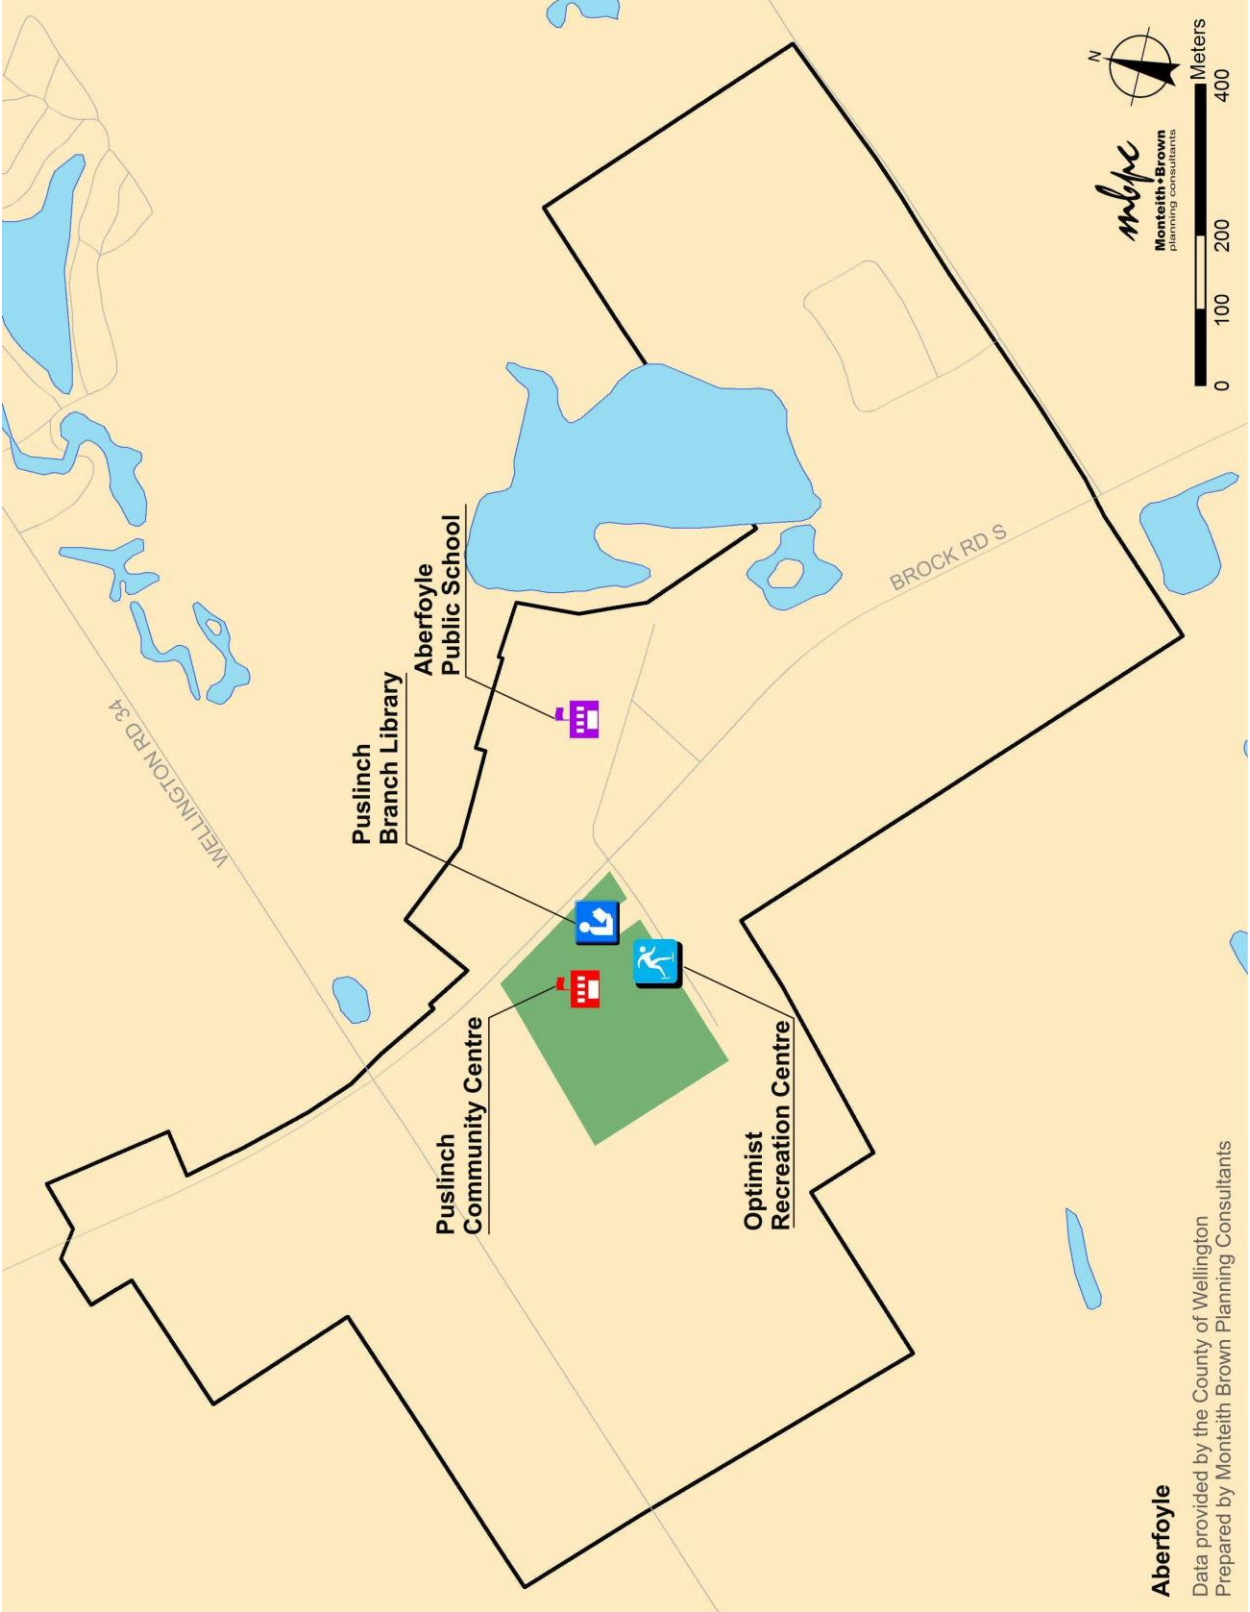 WELLINGTON RD 34
Puslinch
Branch Library
Aberfoyle
Public School
Puslinch
Community Centre
Optimist
Recreation Centre
BROCK RD S
Aberfoyle
Data provided by the County of Wellington
Prepared by Monteith Brown Planning Consultants
N
mbpc
Monteith+Brown
planning consultants
Meters
0 100 200 400